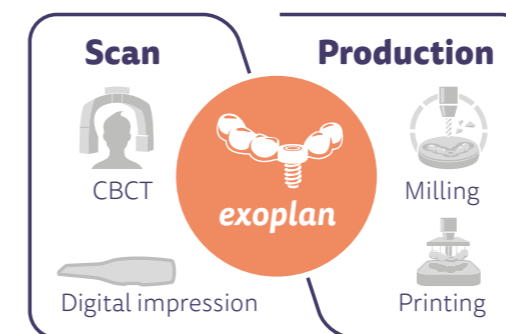 Scan
CBCT
Digital impression
exoplan
Production
Milling
Printing